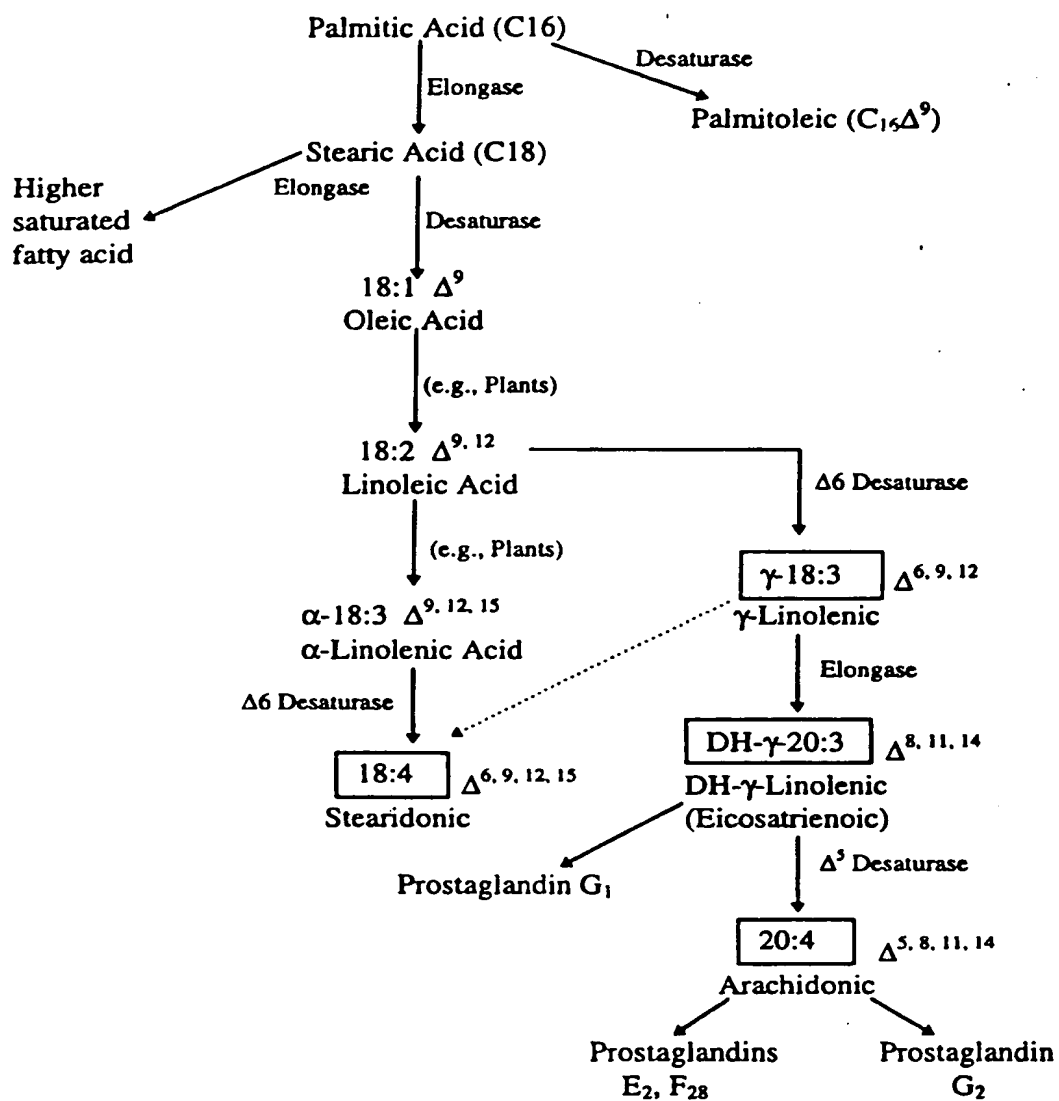 Palmitic Acid (C16)
Desaturase
Elongase
Palmitoleic (C₁₆Δ⁹)
Stearic Acid (C18)
Elongase
Higher
saturated
fatty acid
Desaturase
18:1 Δ⁹
Oleic Acid
(e.g., Plants)
18:2 Δ⁹, ¹²
Linoleic Acid
Δ6 Desaturase
(e.g., Plants)
γ-18:3 Δ⁶, ⁹, ¹²
γ-Linolenic
α-18:3 Δ⁹, ¹², ¹⁵
α-Linolenic Acid
Elongase
Δ6 Desaturase
DH-γ-20:3 Δ⁸, ¹¹, ¹⁴
DH-γ-Linolenic
(Eicosatrienoic)
18:4 Δ⁶, ⁹, ¹², ¹⁵
Stearidonic
Δ⁵ Desaturase
Prostaglandin G₁
20:4 Δ⁵, ⁸, ¹¹, ¹⁴
Arachidonic
Prostaglandins
E₂, F₂₈
Prostaglandin
G₂